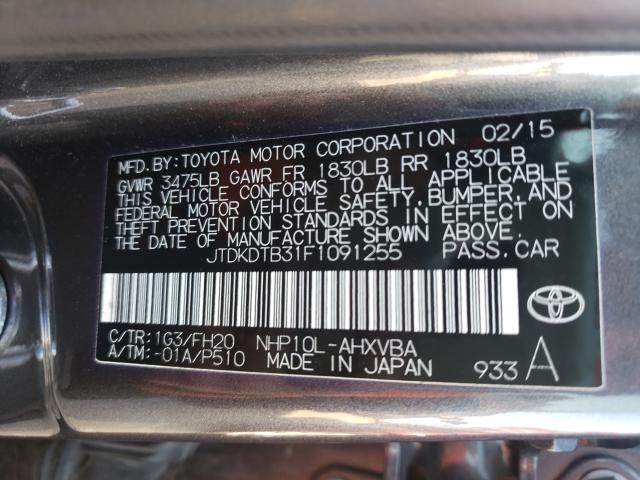 MFD.BY:TOYOTA MOTOR CORPORATION 02/15
GVWR 3475LB GAWR FR 1830LB RR 1830LB
THIS VEHICLE CONFORMS TO ALL APPLICABLE
FEDERAL MOTOR VEHICLE SAFETY,BUMPER,AND
THEFT PREVENTION STANDARDS IN EFFECT ON
THE DATE OF MANUFACTURE SHOWN ABOVE.
JTDKDTB31F1091255 PASS.CAR
C/TR:1G3/FH20 NHP10L-AHXVBA
A/TM:-01A/P510 MADE IN JAPAN 933 A